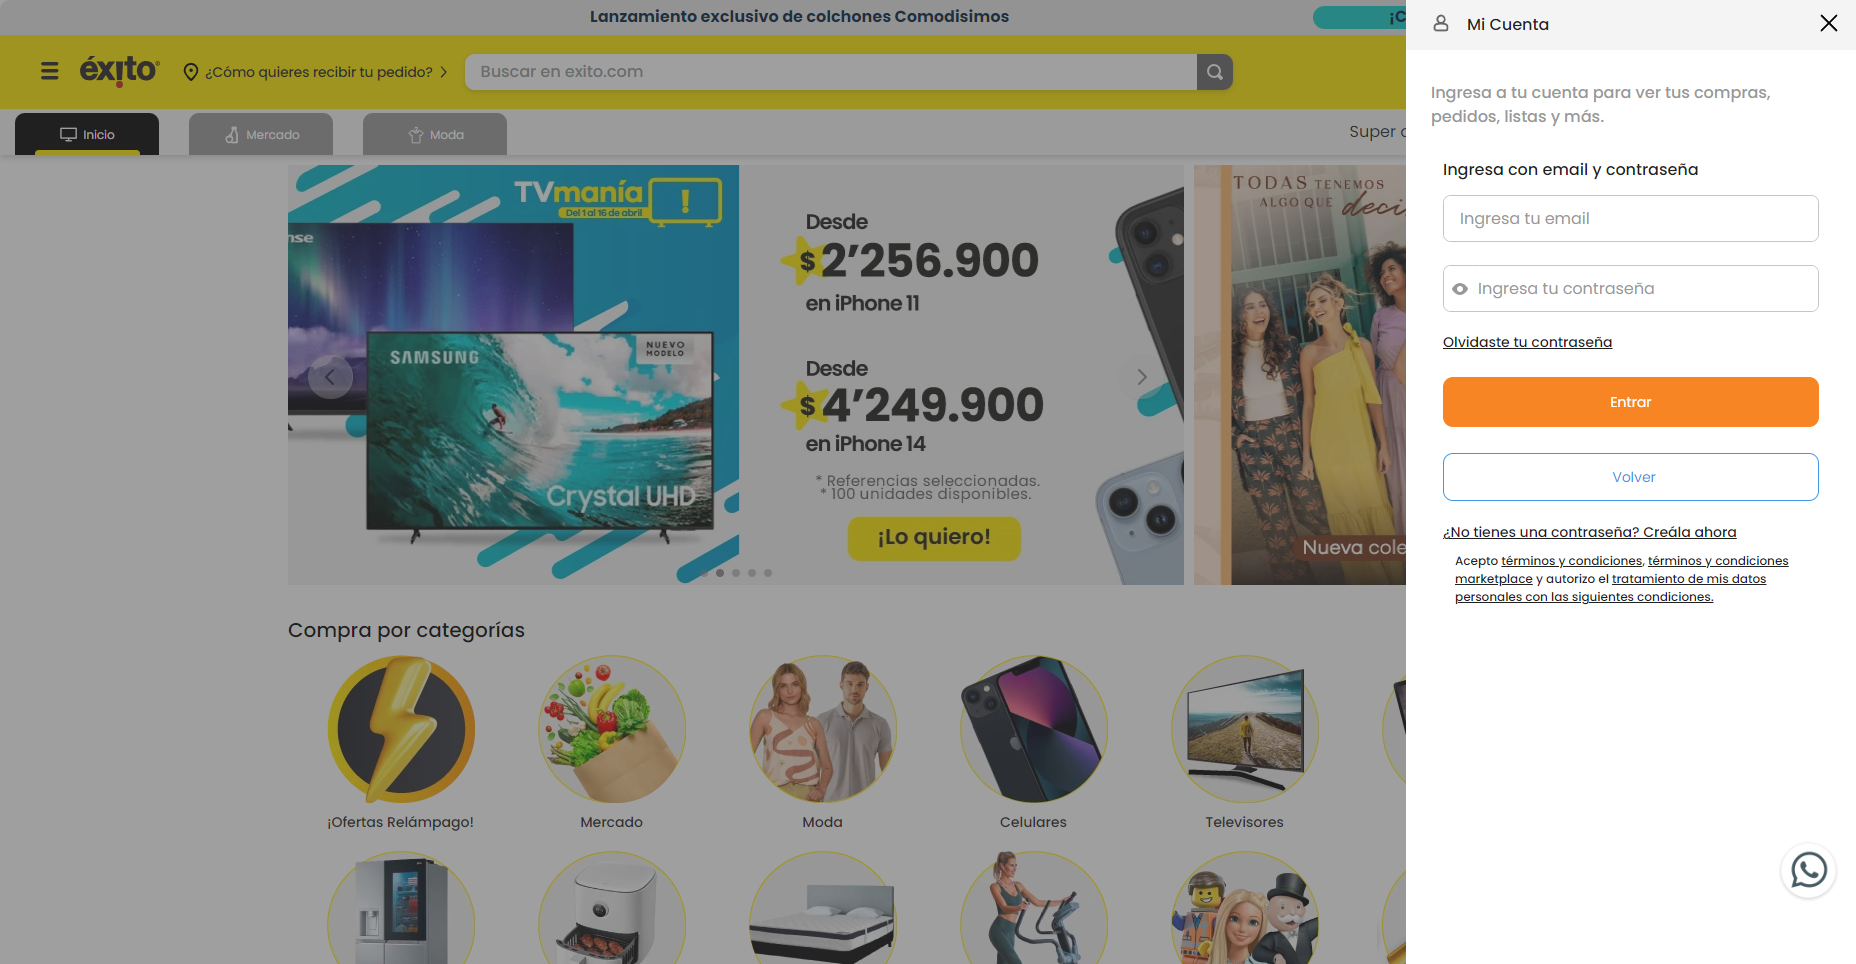 Lanzamiento exclusivo de colchones Comodisimos
éxito
¿Cómo quieres recibir tu pedido?
Buscar en exito.com
Inicio
Mercado
Moda
Super
TVmanía
Del 1 al 16 de abril
SAMSUNG
NUEVO
MODELO
Crystal UHD
Desde
$2’256.900
en iPhone 11
Desde
$4’249.900
en iPhone 14
* Referencias seleccionadas.
* 100 unidades disponibles.
¡Lo quiero!
TODAS TENEMOS
ALGO QUE
Nueva
Compra por categorías
¡Ofertas Relámpago!
Mercado
Moda
Celulares
Televisores
Mi Cuenta
Ingresa a tu cuenta para ver tus compras,
pedidos, listas y más.
Ingresa con email y contraseña
Ingresa tu email
Ingresa tu contraseña
Olvidaste tu contraseña
Entrar
Volver
¿No tienes una contraseña? Creála ahora
Acepto términos y condiciones, términos y condiciones
marketplace y autorizo el tratamiento de mis datos
personales con las siguientes condiciones.